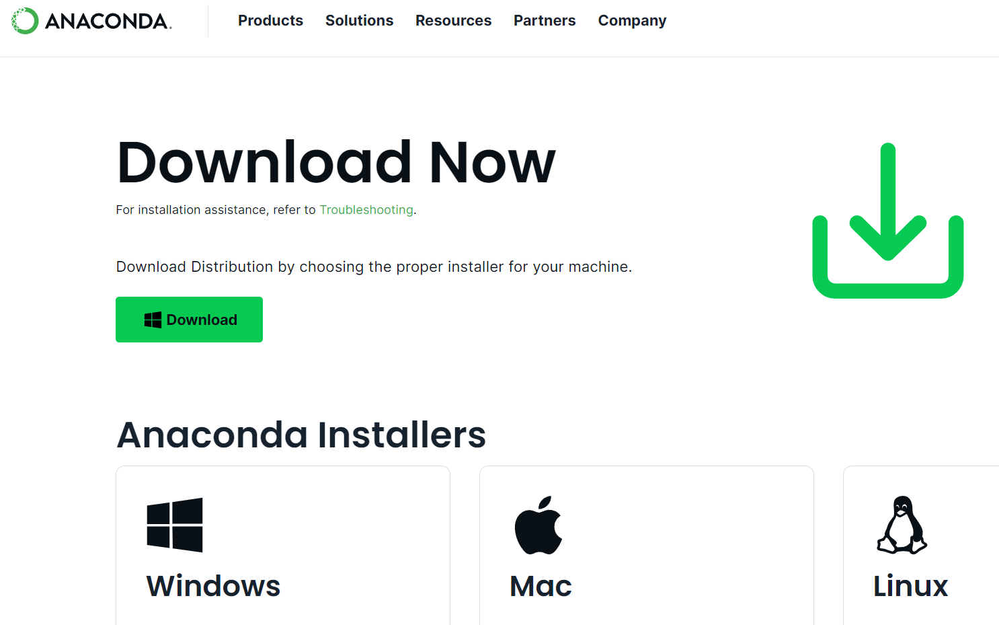 ANACONDA.
Products Solutions Resources Partners Company
Download Now
For installation assistance, refer to Troubleshooting.
Download Distribution by choosing the proper installer for your machine.
Download
Anaconda Installers
Windows Mac Linux